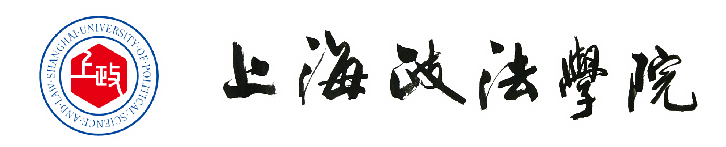 SHANGHAI·UNIVERSITY·OF·POLITICAL·SCIENCE·AND·LAW
上政
上海政法學院